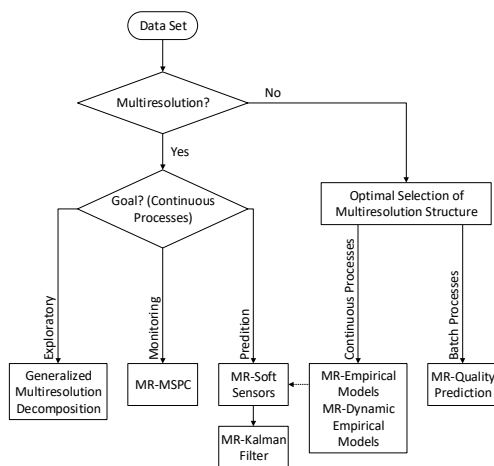 Data Set
Multiresolution?
No
Yes
Goal? (Continuous
Processes)
Optimal Selection of
Multiresolution Structure
Exploratory
Monitoring
Predition
Continuous Processes
Batch Processes
Generalized
Multiresolution
Decomposition
MR-MSPC
MR-Soft
Sensors
MR-Empirical
Models
MR-Dynamic
Empirical
Models
MR-Quality
Prediction
MR-Kalman
Filter